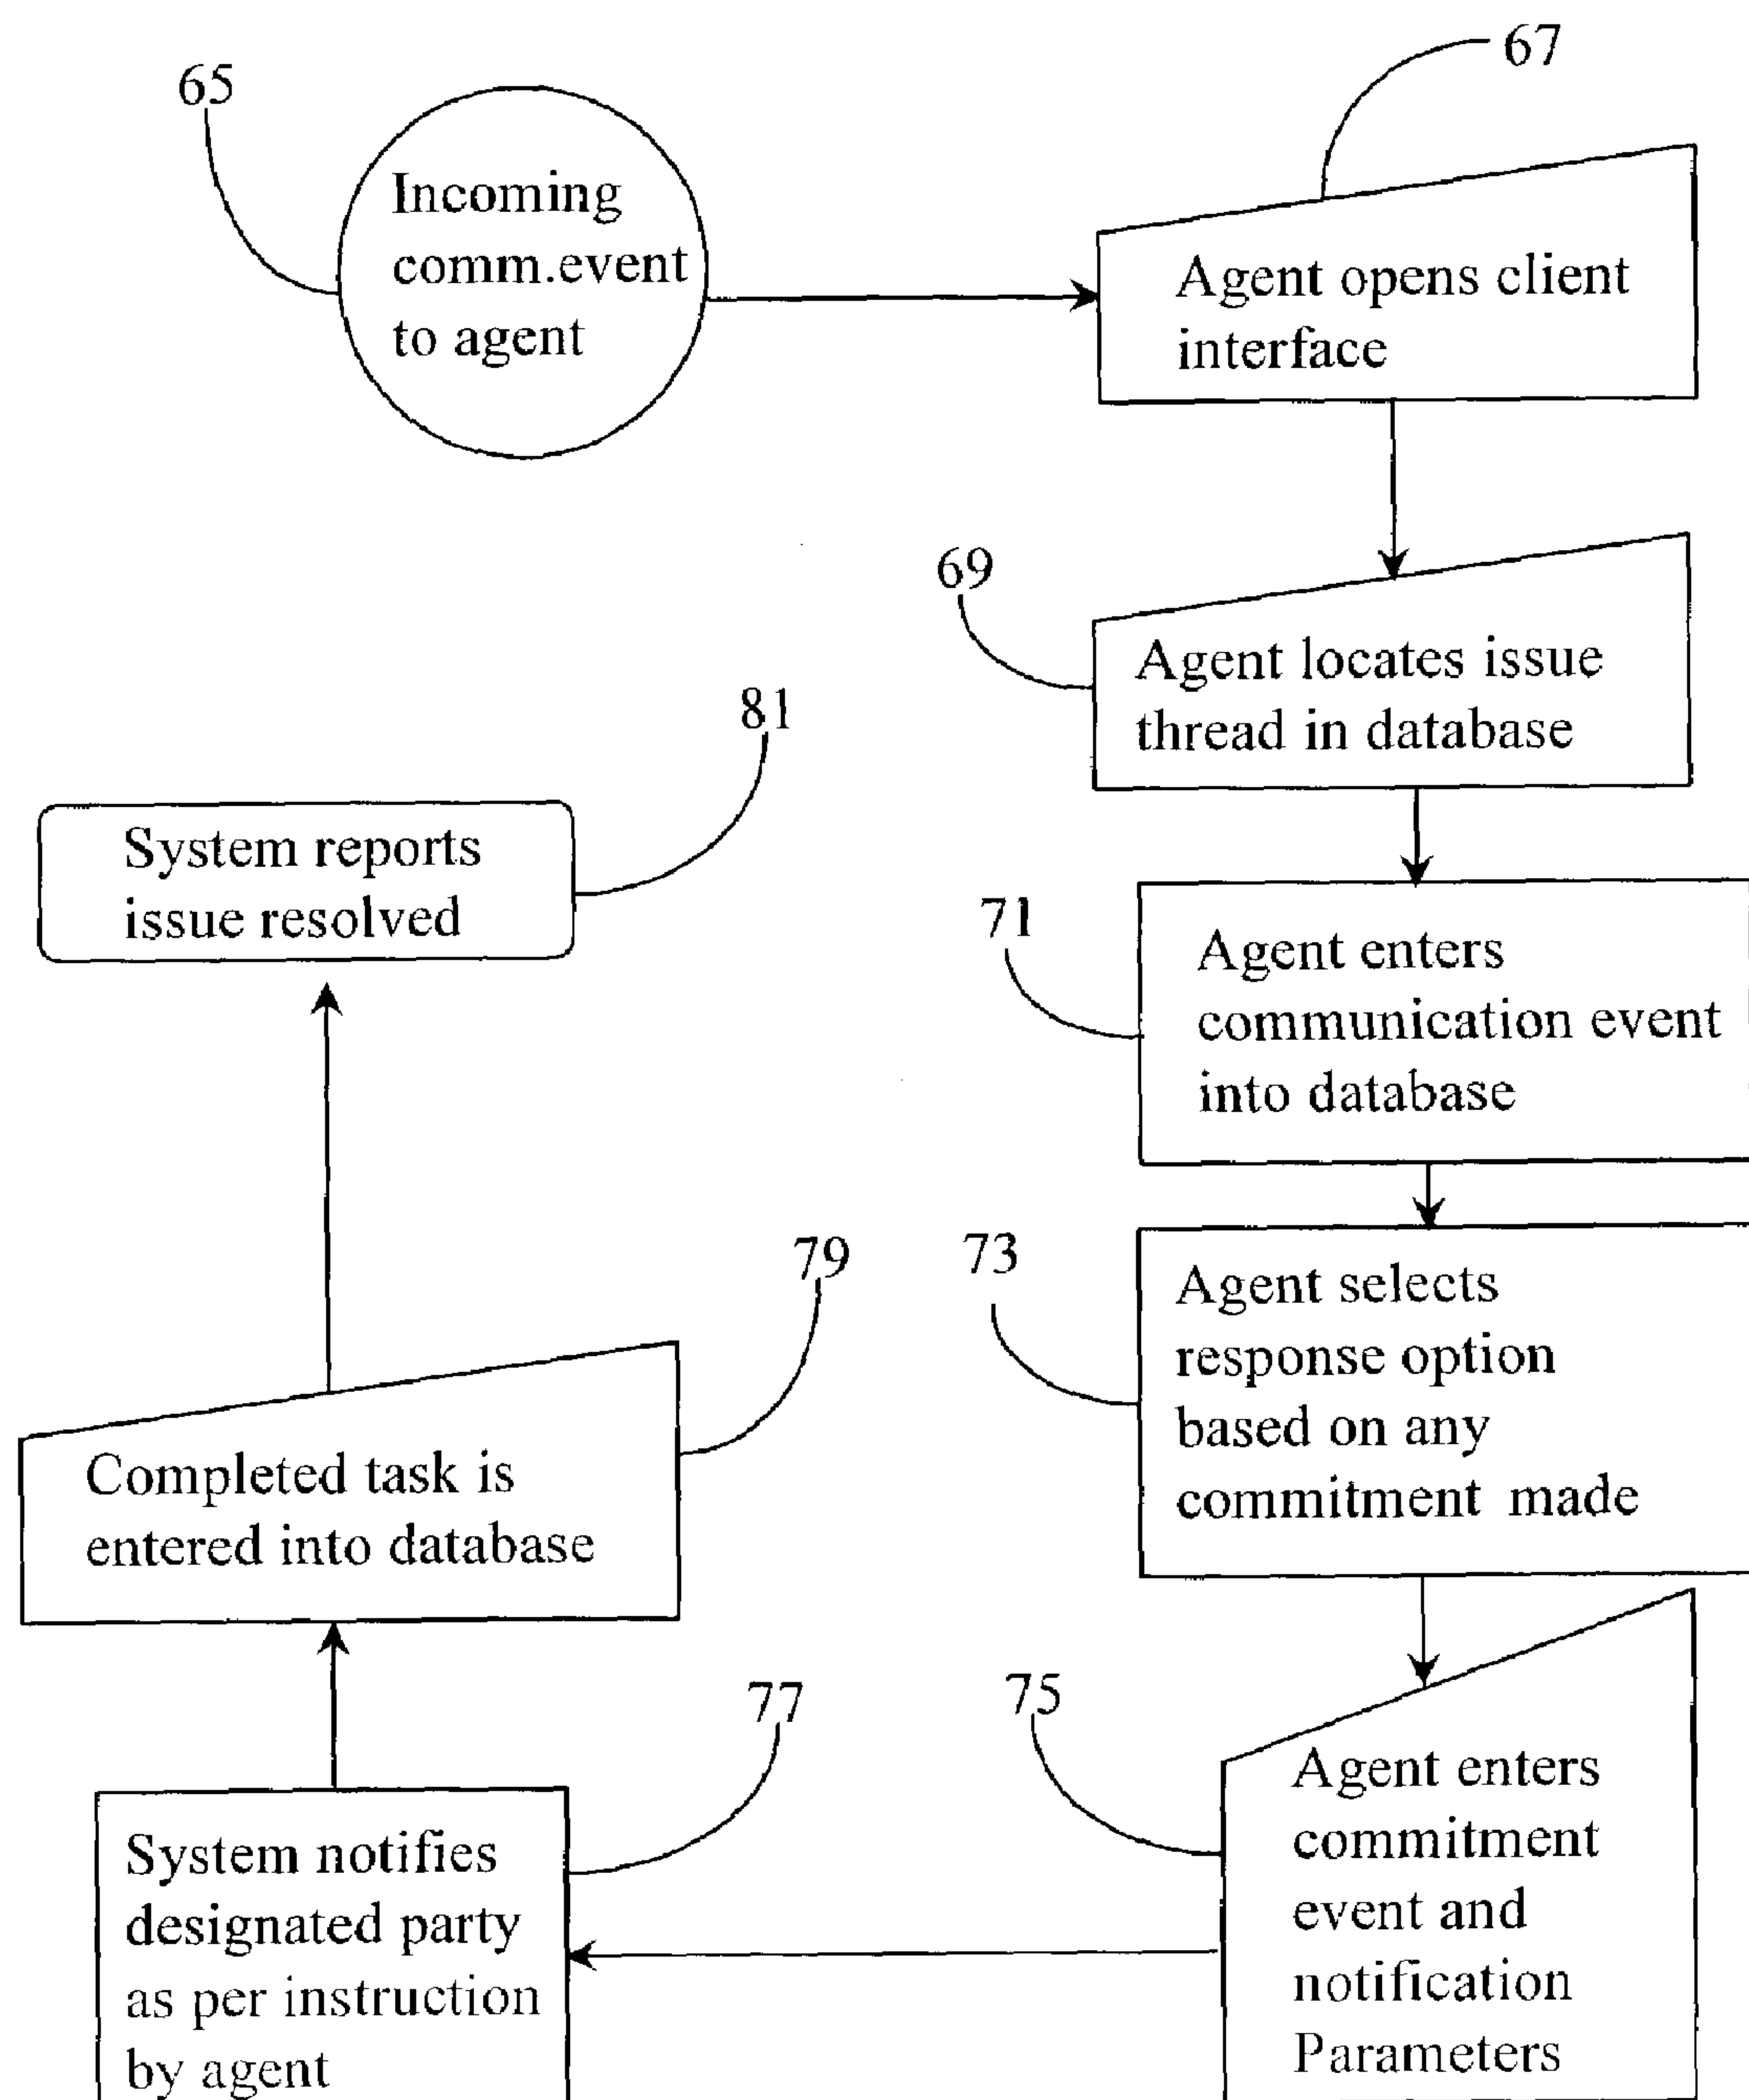 65
Incoming
comm.event
to agent
67
Agent opens client
interface
69
Agent locates issue
thread in database
71
Agent enters
communication event
into database
73
Agent selects
response option
based on any
commitment made
75
Agent enters
commitment
event and
notification
Parameters
77
System notifies
designated party
as per instruction
by agent
79
Completed task is
entered into database
81
System reports
issue resolved